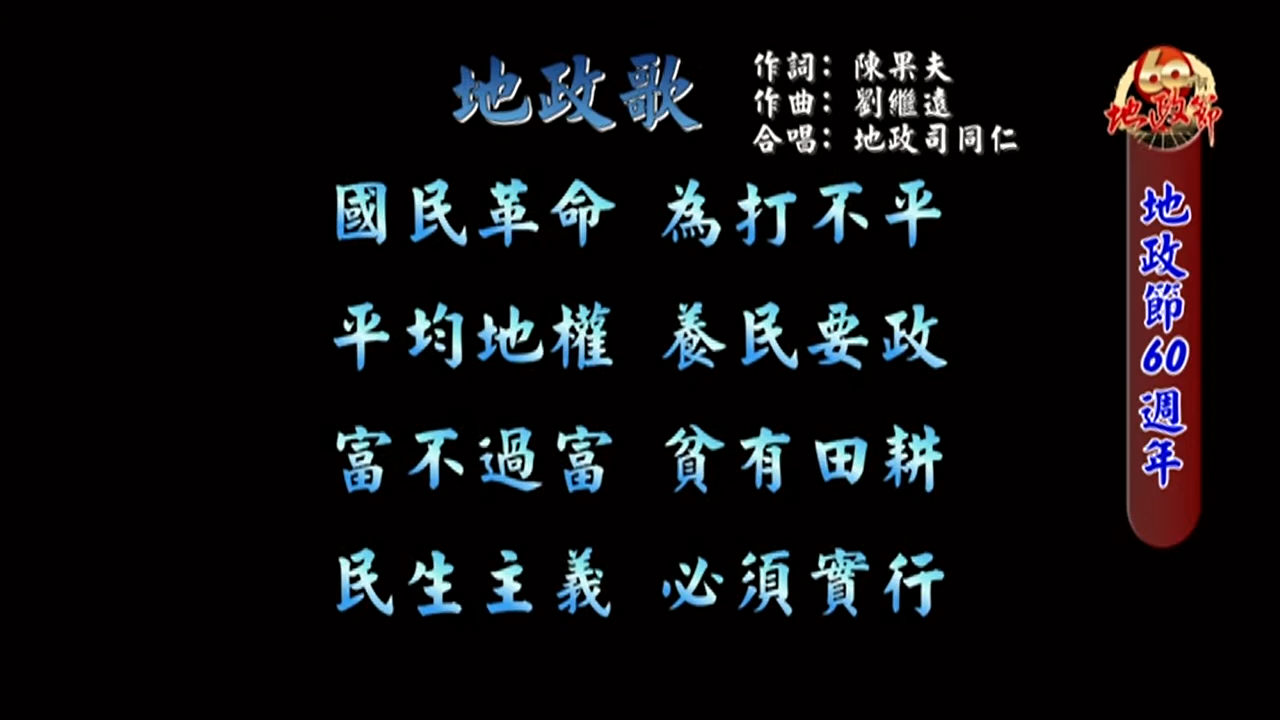 地政歌
作詞：陳果夫
作曲：劉繼遠
合唱：地政司同仁
國民革命 為打不平
平均地權 養民要政
富不過富 貧有田耕
民生主義 必須實行
60
地政節
地政節60週年